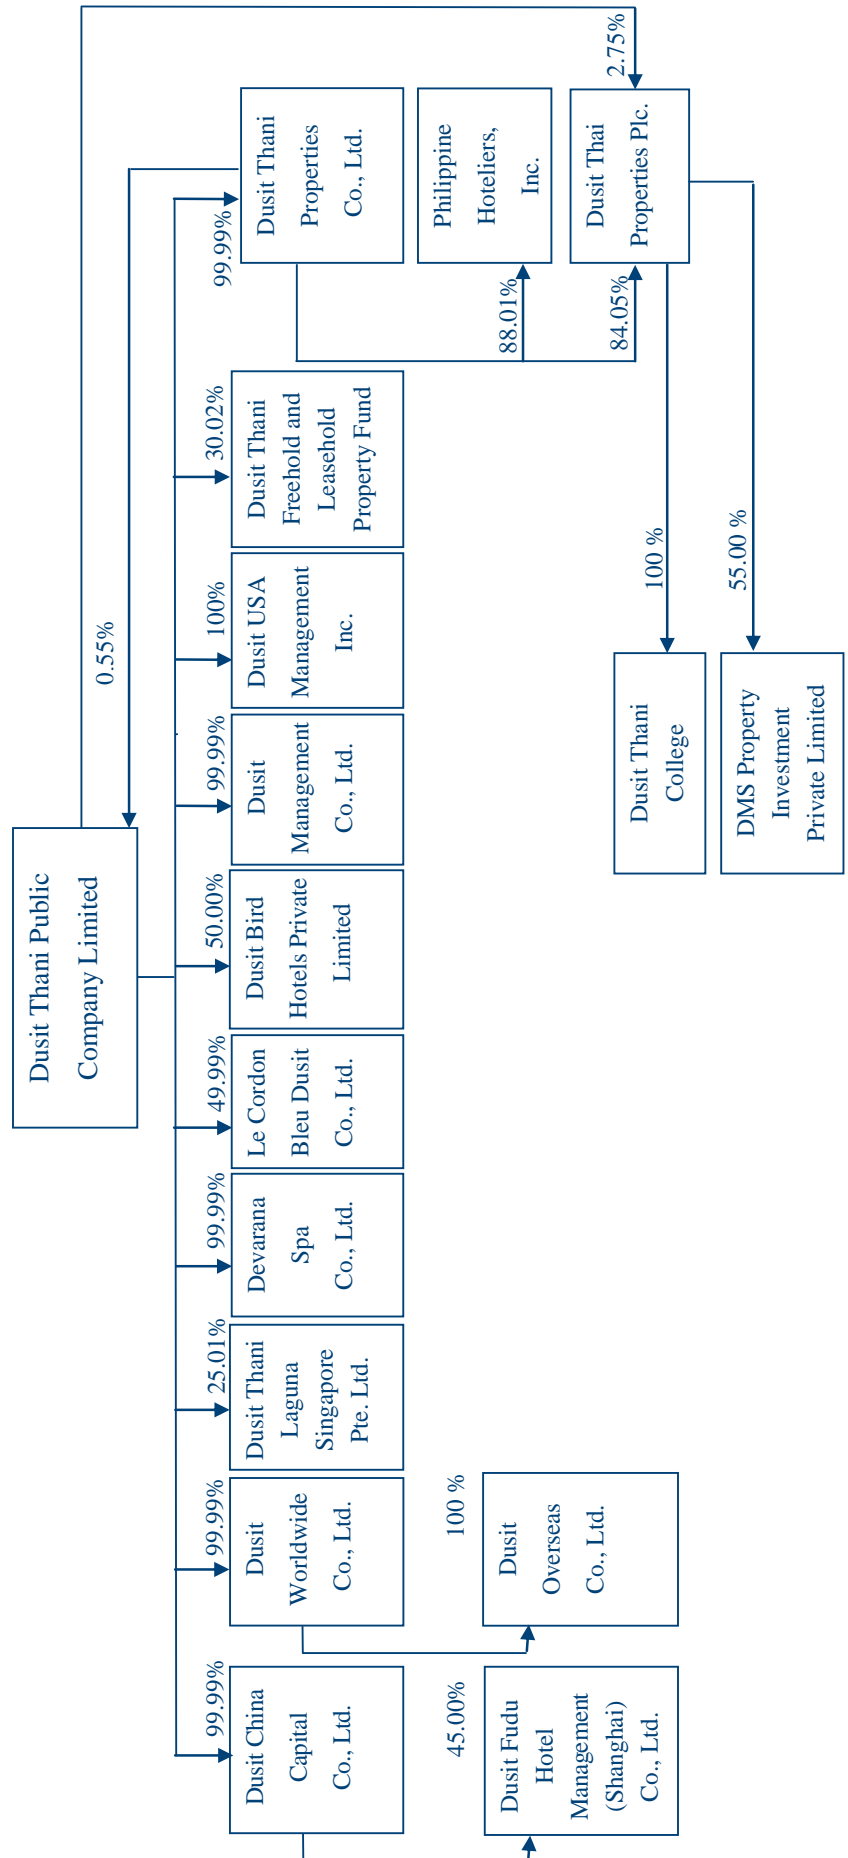 Dusit Thani Public
Company Limited
0.55%
2.75%
99.99%
Dusit China
Capital
Co., Ltd.
99.99%
Dusit
Worldwide
Co., Ltd.
25.01%
Dusit Thani
Laguna
Singapore
Pte. Ltd.
99.99%
Devarana
Spa
Co., Ltd.
49.99%
Le Cordon
Bleu Dusit
Co., Ltd.
50.00%
Dusit Bird
Hotels Private
Limited
99.99%
Dusit
Management
Co., Ltd.
100%
Dusit USA
Management
Inc.
30.02%
Dusit Thani
Freehold and
Leasehold
Property Fund
99.99%
Dusit Thani
Properties
Co., Ltd.
45.00%
Dusit Fudu
Hotel
Management
(Shanghai)
Co., Ltd.
100 %
Dusit
Overseas
Co., Ltd.
88.01%
Philippine
Hoteliers,
Inc.
84.05%
Dusit Thai
Properties Plc.
100 %
Dusit Thani
College
55.00 %
DMS Property
Investment
Private Limited